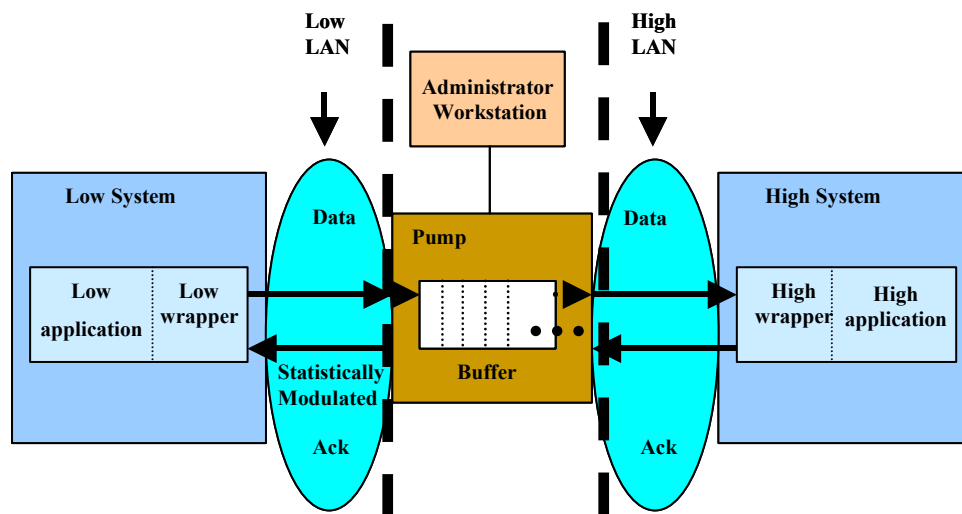 Low
LAN
High
LAN
Administrator
Workstation
Low System
Data
Pump
Data
High System
Low
application
Low
wrapper
High
wrapper
High
application
Statistically
Modulated
Buffer
Ack
Ack